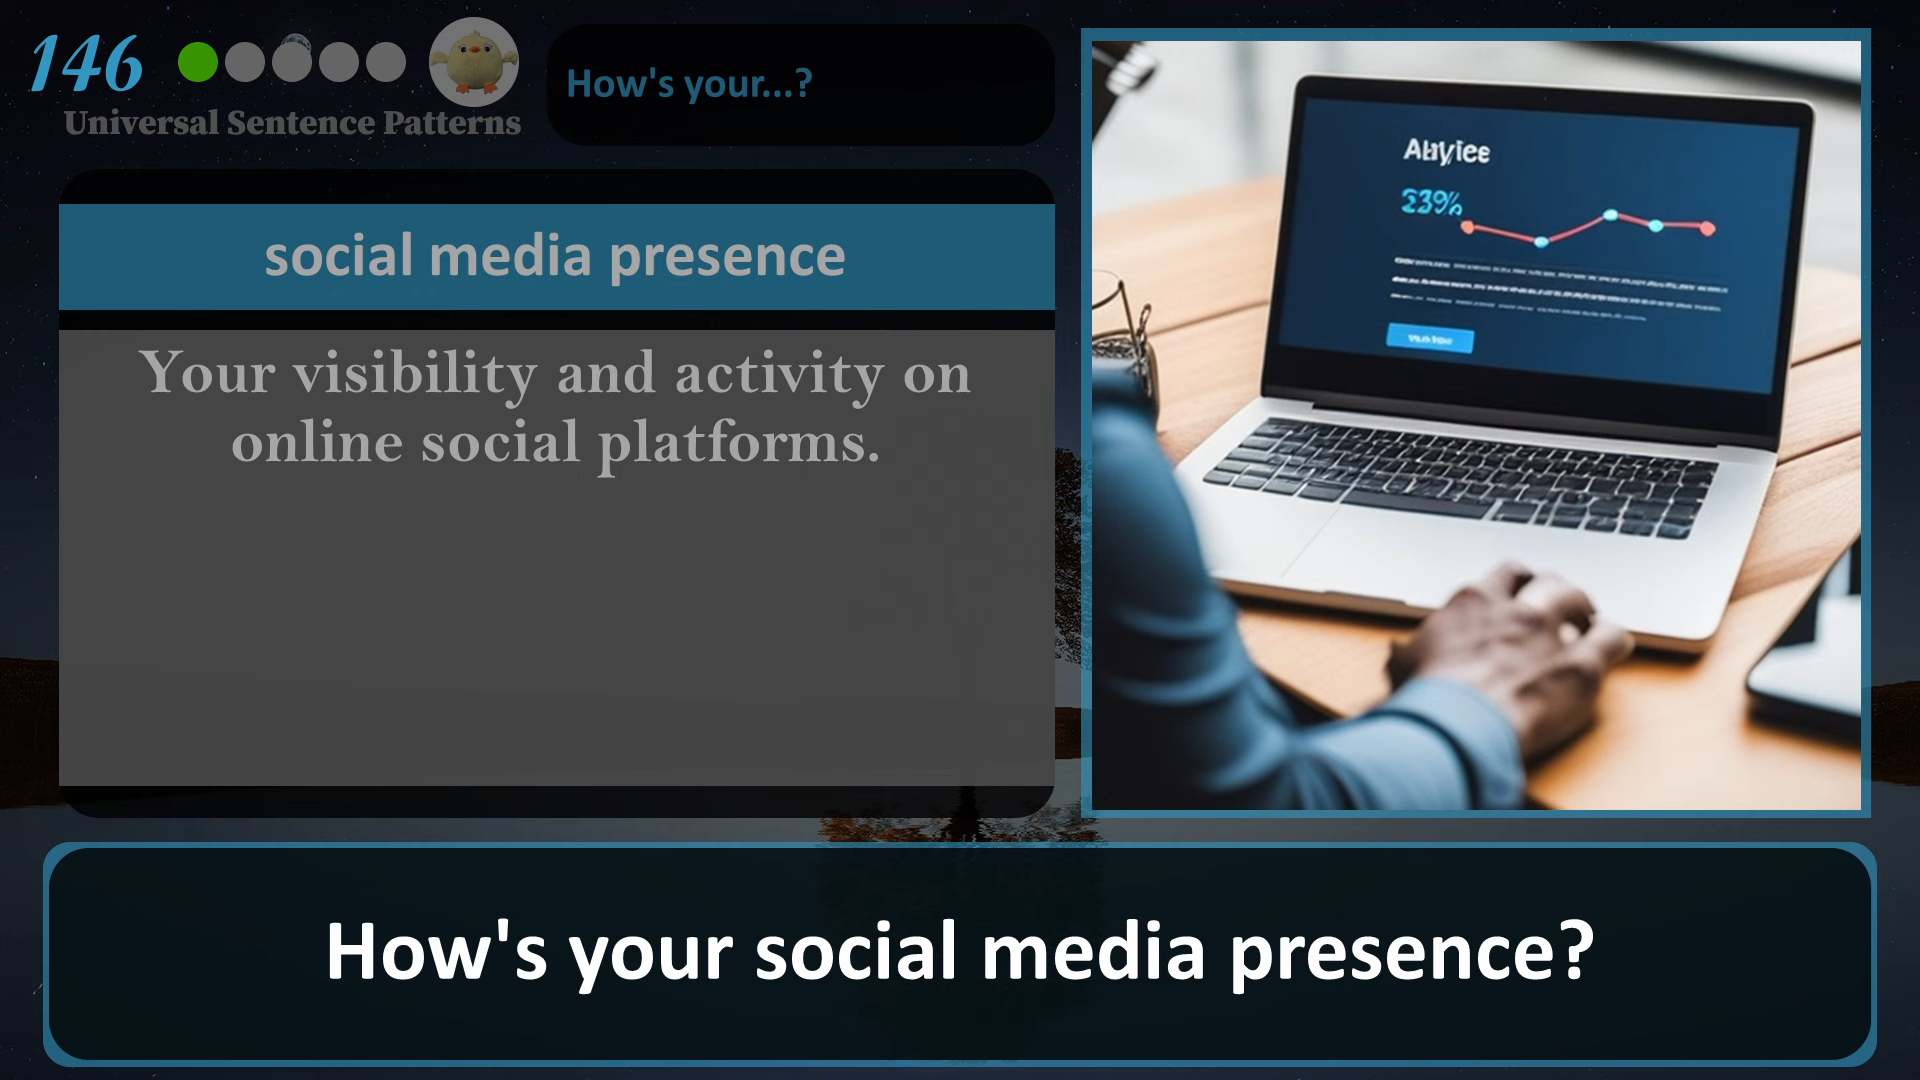 146
Universal Sentence Patterns
How's your...?
social media presence
Your visibility and activity on
online social platforms.
23%
How's your social media presence?